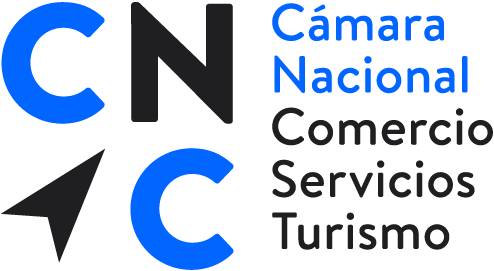 CN
C
Cámara
Nacional
Comercio
Servicios
Turismo